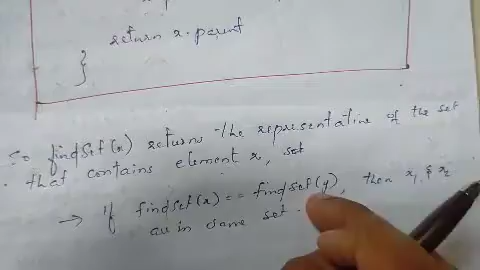 return x.parent
}
So findSet(x) returns the representative of the set
that contains element x, set
→ If findSet(x) == findSet(y), then x, &
are in same set.